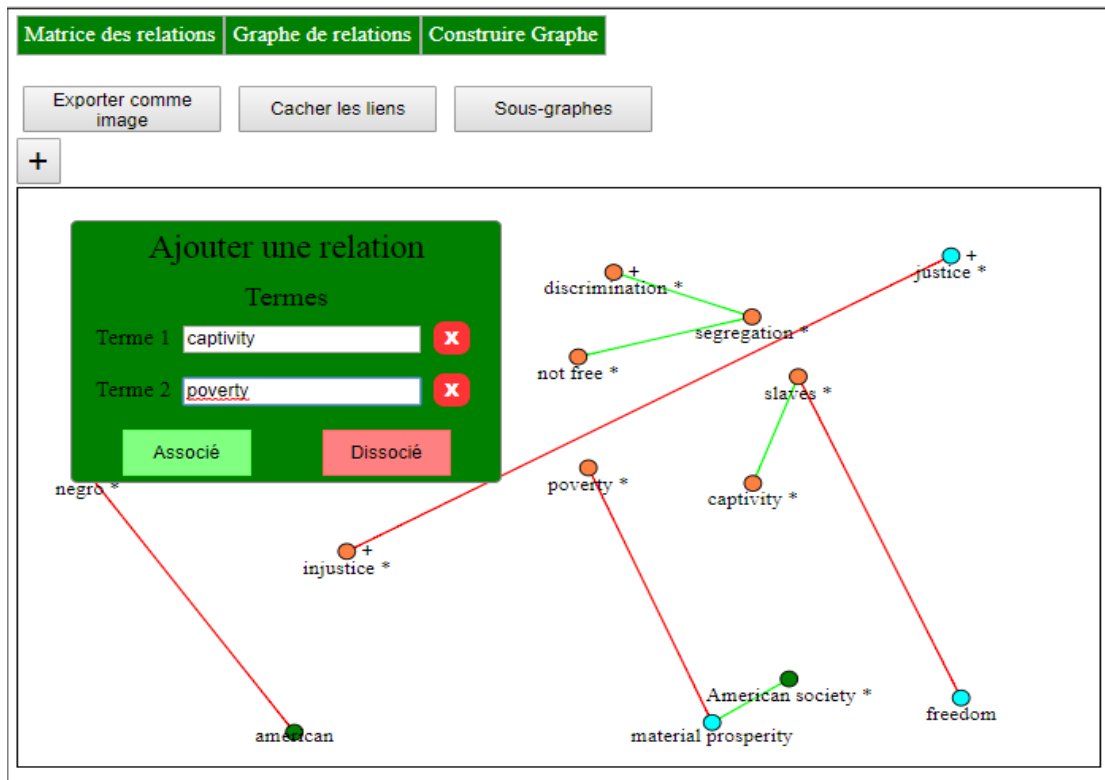 Matrice des relations Graphe de relations Construire Graphe
Exporter comme
image
Cacher les liens
Sous-graphes
+
Ajouter une relation
Termes
Terme 1 captivity x
Terme 2 poverty x
Associé Dissocié
+
justice *
+
discrimination *
segregation *
not free *
slaves *
poverty *
captivity *
negro *
+
injustice *
American society *
freedom
american
material prosperity